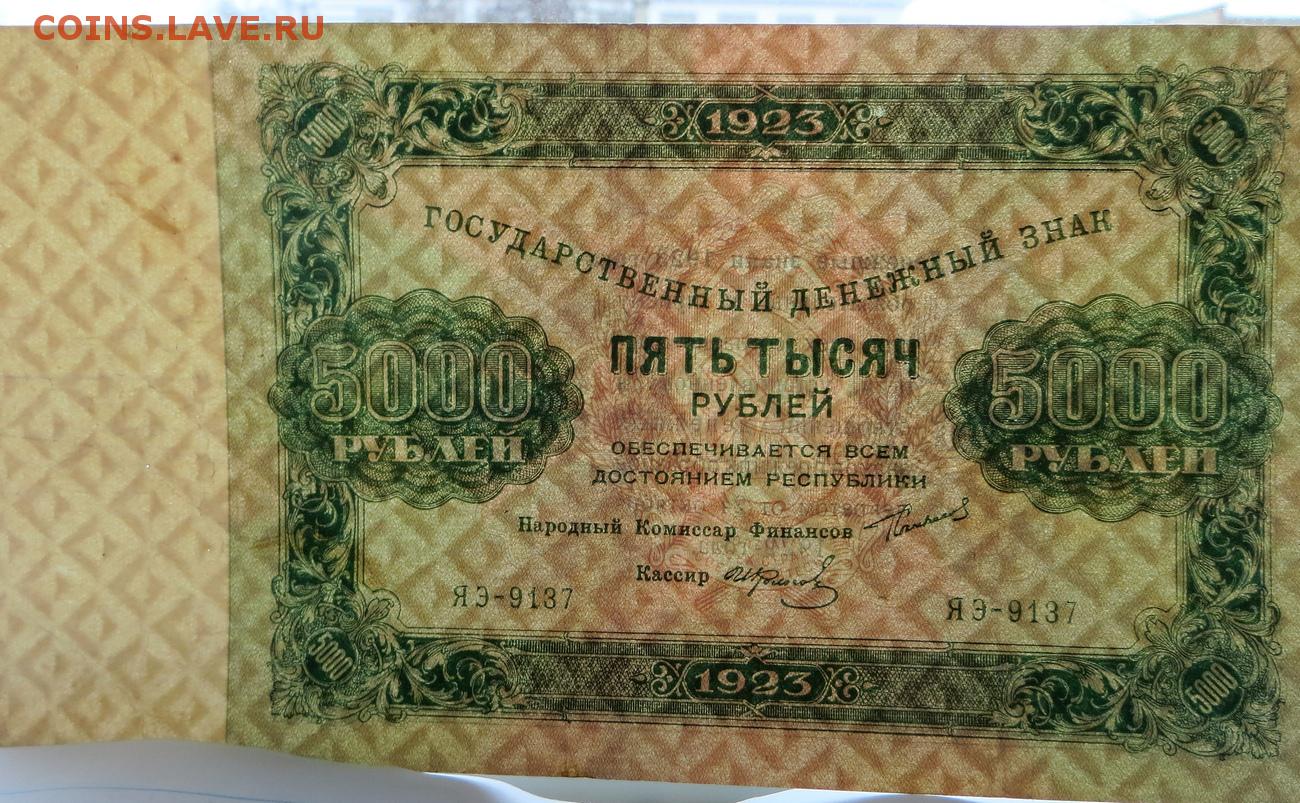 COINS.LAVE.RU
5000
1923
5000
ГОСУДАРСТВЕННЫЙ ДЕНЕЖНЫЙ ЗНАК
5000
РУБЛЕЙ
ПЯТЬ ТЫСЯЧ
РУБЛЕЙ
5000
РУБЛЕЙ
ОБЕСПЕЧИВАЕТСЯ ВСЕМ
ДОСТОЯНИЕМ РЕСПУБЛИКИ
Народный Комиссар Финансов
Кассир
ЯЭ-9137
ЯЭ-9137
5000
1923
5000